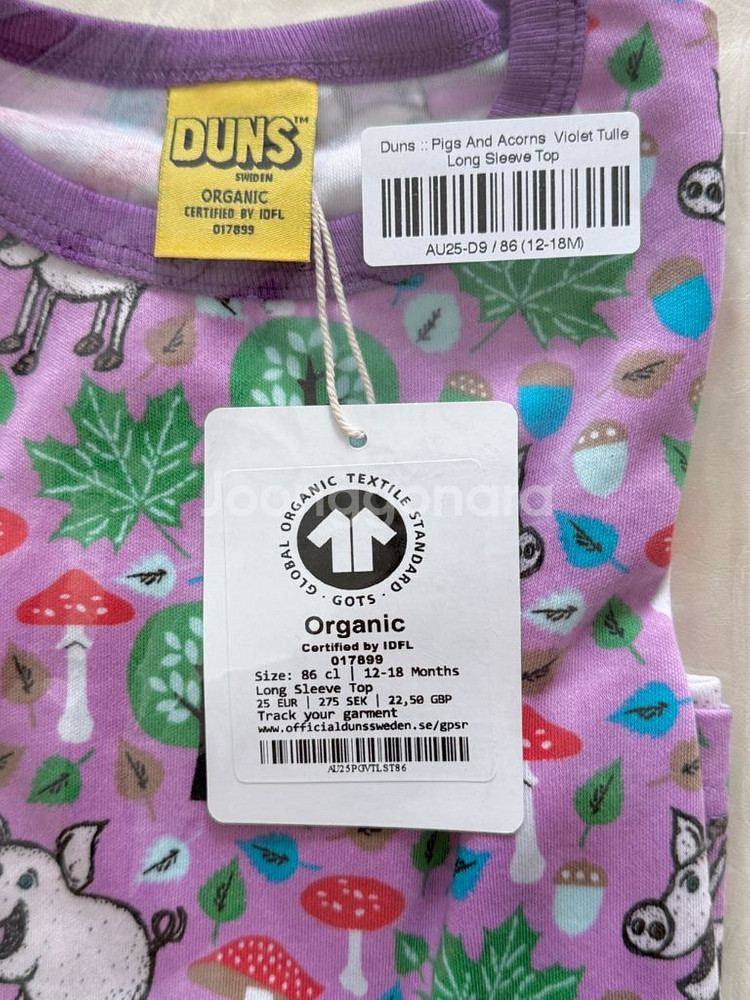 DUNS™
SWEDEN
ORGANIC
CERTIFIED BY IDFL
017899
Duns :: Pigs And Acorns Violet Tulle
Long Sleeve Top
AU25-D9 / 86 (12-18M)
Joonggonara
GLOBAL ORGANIC TEXTILE STANDARD
· GOTS ·
Organic
Certified by IDFL
017899
Size: 86 cl | 12-18 Months
Long Sleeve Top
25 EUR | 275 SEK | 22,50 GBP
Track your garment
www.officialdunssweden.se/gpsr
AU25PGVTLST86